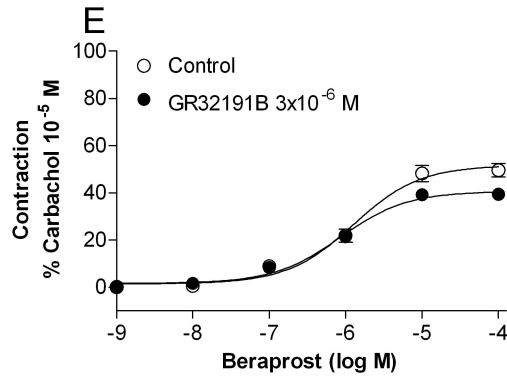 E
100
80
60
40
20
0
Contraction
% Carbachol 10⁻⁵ M
Control
GR32191B 3x10⁻⁶ M
-9 -8 -7 -6 -5 -4
Beraprost (log M)